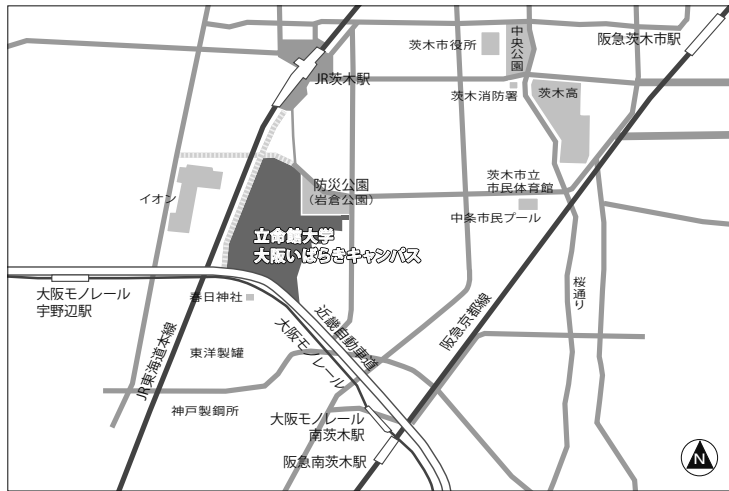 茨木市役所
中央公園
阪急茨木市駅
JR茨木駅
茨木消防署
茨木高
イオン
防災公園
(岩倉公園)
茨木市立
市民体育館
中条市民プール
立命館大学
大阪いばらきキャンパス
大阪モノレール
宇野辺駅
春日神社
桜通り
JR東海道本線
東洋製罐
近畿自動車道
大阪モノレール
阪急京都線
神戸製鋼所
大阪モノレール
南茨木駅
阪急南茨木駅
N